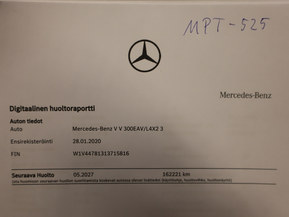 MPT-525
Mercedes-Benz
Digitaalinen huoltoraportti
Auton tiedot
Auto Mercedes-Benz V V 300EAV/L4X2 3
Ensirekisteröinti 28.01.2020
FIN W1V44781313715816
Seuraava Huolto 05.2027 162221 km